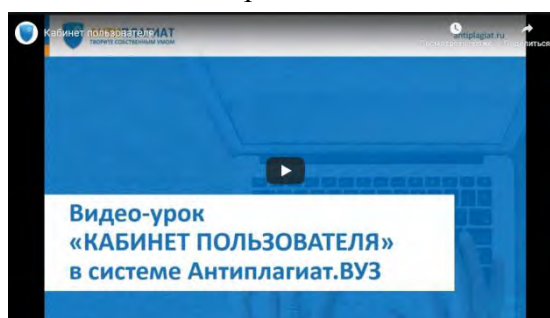 Кабинет пользователя
АНТИПЛАГИАТ
ТВОРИТЕ СОБСТВЕННЫМ УМОМ
antiplagiat.ru
Видео-урок
«КАБИНЕТ ПОЛЬЗОВАТЕЛЯ»
в системе Антиплагиат.ВУЗ